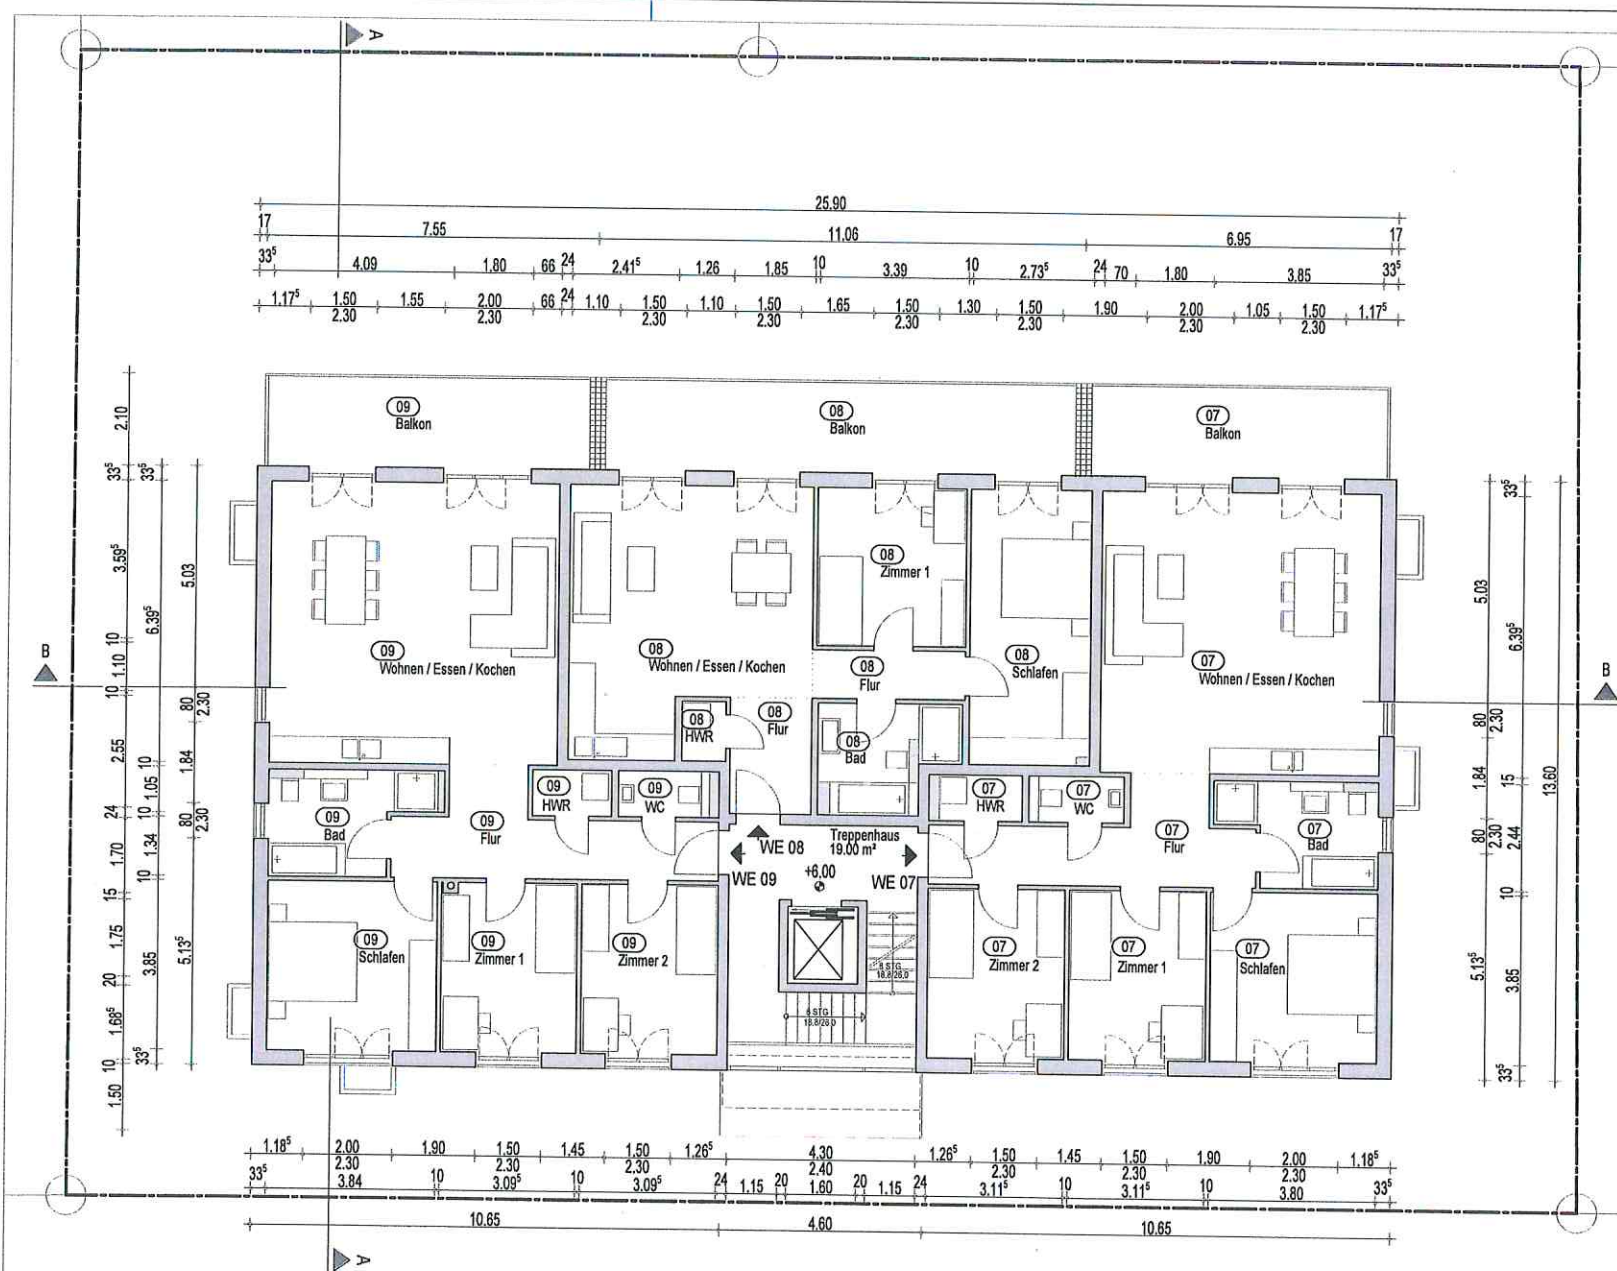 A
25.90
17 7.55 11.06 6.95 17
33⁵ 4.09 1.80 66 24 2.41⁵ 1.26 1.85 10 3.39 10 2.73⁵ 24 70 1.80 3.85 33⁵
1.17⁵ 1.50 1.55 2.00 66 24 1.10 1.50 1.10 1.50 1.65 1.50 1.30 1.50 1.90 2.00 1.05 1.50 1.17⁵
2.30 2.30 2.30 2.30 2.30 2.30 2.30 2.30
09 Balkon
08 Balkon
07 Balkon
2.10
33⁵
3.59⁵
10
1.10
10
2.55
24
1.70
15
1.75
20
1.68⁵
10
1.50
33⁵
6.39⁵
10
1.05
10
1.34
10
3.85
33⁵
5.03
80
2.30
1.84
80
2.30
5.13⁵
B
09
Wohnen / Essen / Kochen
08
Wohnen / Essen / Kochen
08
Zimmer 1
08
Flur
08
Schlafen
07
Wohnen / Essen / Kochen
08
HWR
08
Flur
08
Bad
09
Bad
09
Flur
09
HWR
09
WC
07
HWR
07
WC
07
Flur
07
Bad
Treppenhaus
19.00 m²
WE 08
WE 09
WE 07
+6,00
09
Schlafen
09
Zimmer 1
09
Zimmer 2
07
Zimmer 2
07
Zimmer 1
07
Schlafen
8 STG
18,8/26,0
8 STG
18,8/26,0
B
5.03
80
2.30
1.84
80
2.30
5.13⁵
33⁵
6.39⁵
15
2.44
10
3.85
33⁵
13.60
1.18⁵ 2.00 1.90 1.50 1.45 1.50 1.26⁵ 4.30 1.26⁵ 1.50 1.45 1.50 1.90 2.00 1.18⁵
2.30 2.30 2.30 2.40 2.30 2.30 2.30
33⁵ 3.84 10 3.09⁵ 10 3.09⁵ 24 1.15 20 1.60 20 1.15 24 3.11⁵ 10 3.11⁵ 10 3.80 33⁵
10.65 4.60 10.65
A